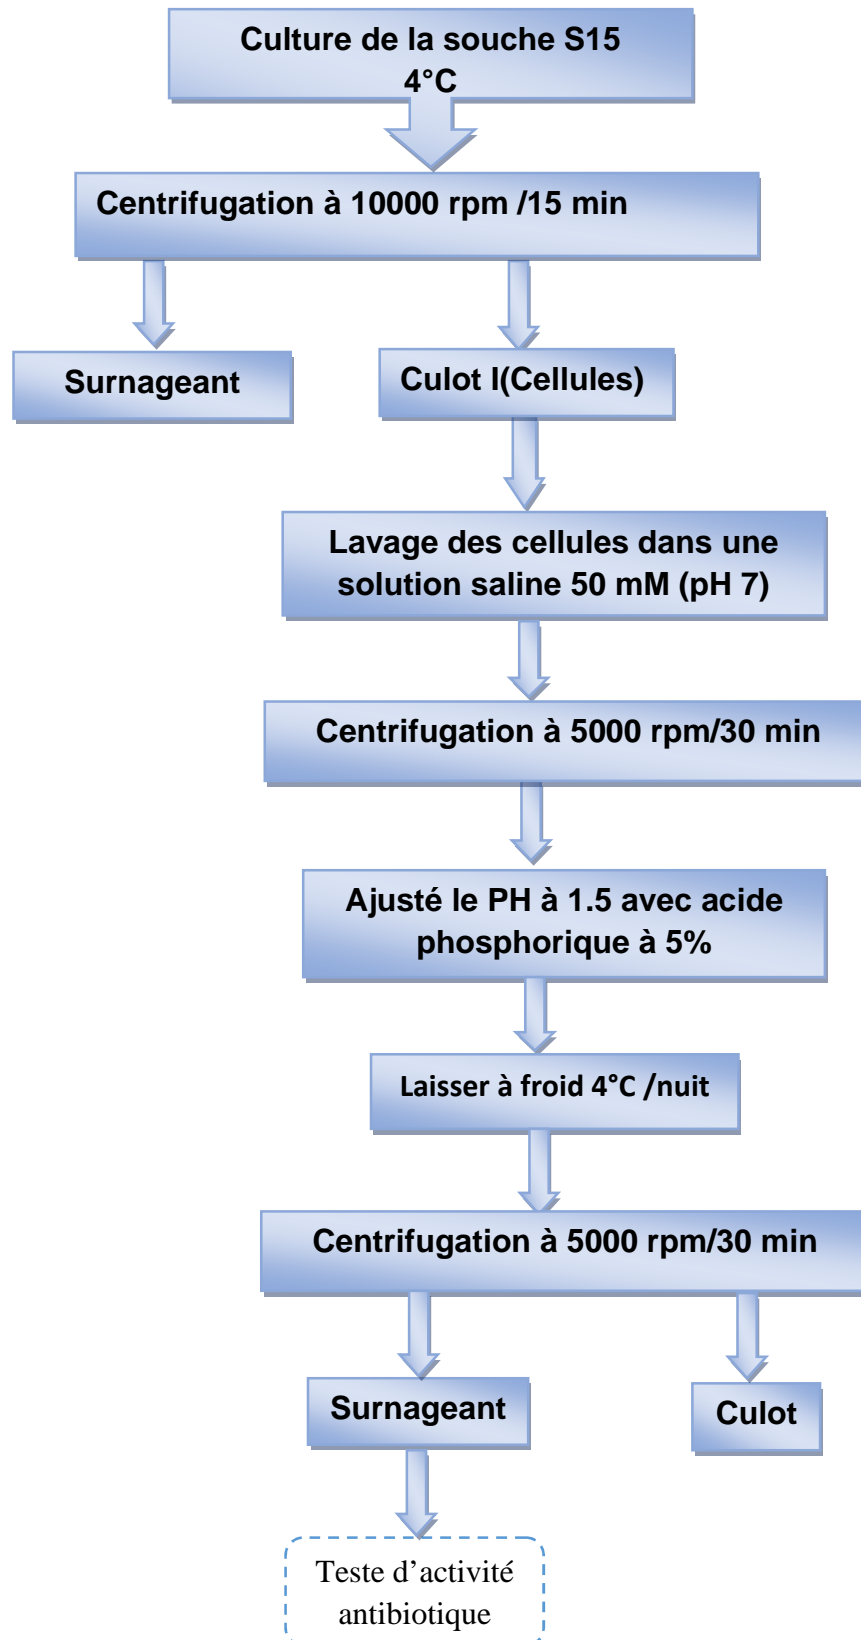 Culture de la souche S15
4°C
Centrifugation à 10000 rpm /15 min
Surnageant
Culot I(Cellules)
Lavage des cellules dans une
solution saline 50 mM (pH 7)
Centrifugation à 5000 rpm/30 min
Ajusté le PH à 1.5 avec acide
phosphorique à 5%
Laisser à froid 4°C /nuit
Centrifugation à 5000 rpm/30 min
Surnageant
Culot
Teste d’activité
antibiotique